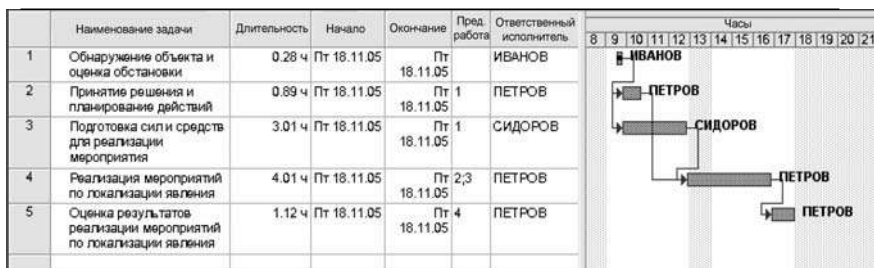 Наименование задачи Длительность Начало Окончание Пред. работа Ответственный исполнитель Часы
8 9 10 11 12 13 14 15 16 17 18 19 20 21
1 Обнаружение объекта и 0.28 ч Пт 18.11.05 Пт ИВАНОВ ИВАНОВ
оценка обстановки 18.11.05
2 Принятие решения и 0.89 ч Пт 18.11.05 Пт 1 ПЕТРОВ ПЕТРОВ
планирование действий 18.11.05
3 Подготовка сил и средств 3.01 ч Пт 18.11.05 Пт 1 СИДОРОВ СИДОРОВ
для реализации 18.11.05
мероприятия
4 Реализация мероприятий 4.01 ч Пт 18.11.05 Пт 2;3 ПЕТРОВ ПЕТРОВ
по локализации явления 18.11.05
5 Оценка результатов 1.12 ч Пт 18.11.05 Пт 4 ПЕТРОВ ПЕТРОВ
реализации мероприятий 18.11.05
по локализации явления